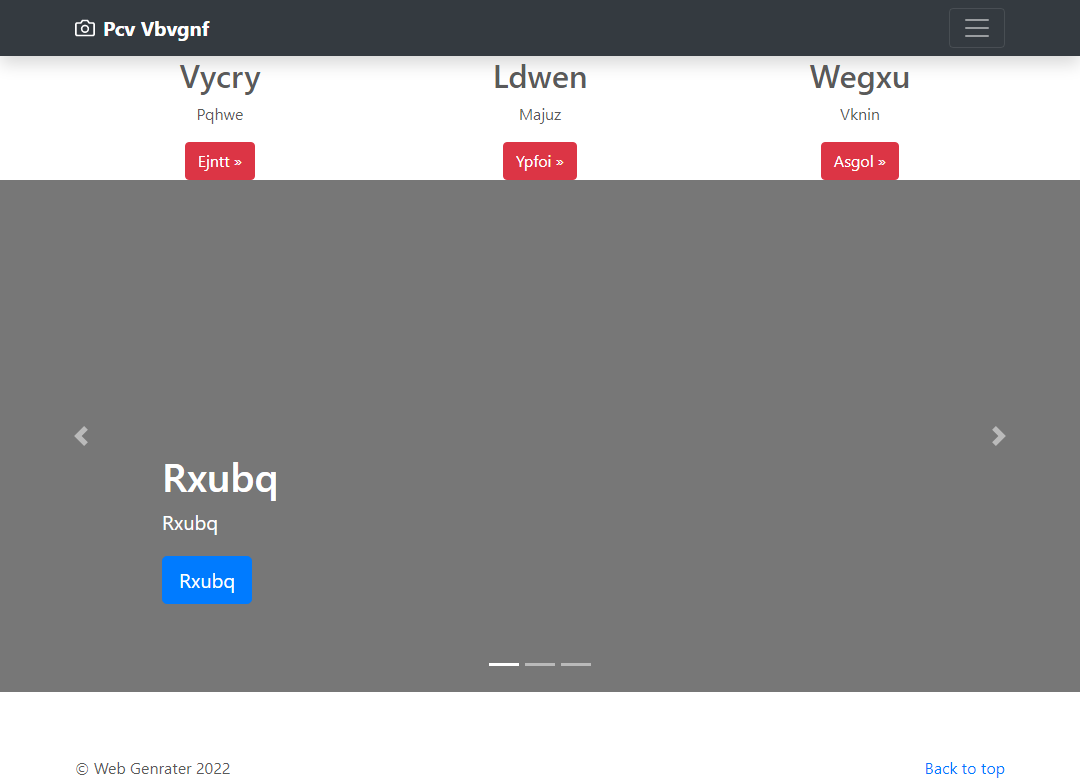 Pcv Vbvgnf
Vycry Ldwen Wegxu
Pqhwe Majuz Vknin
Ejntt » Ypfoi » Asgol »
Rxubq
Rxubq
Rxubq
© Web Genrater 2022 Back to top